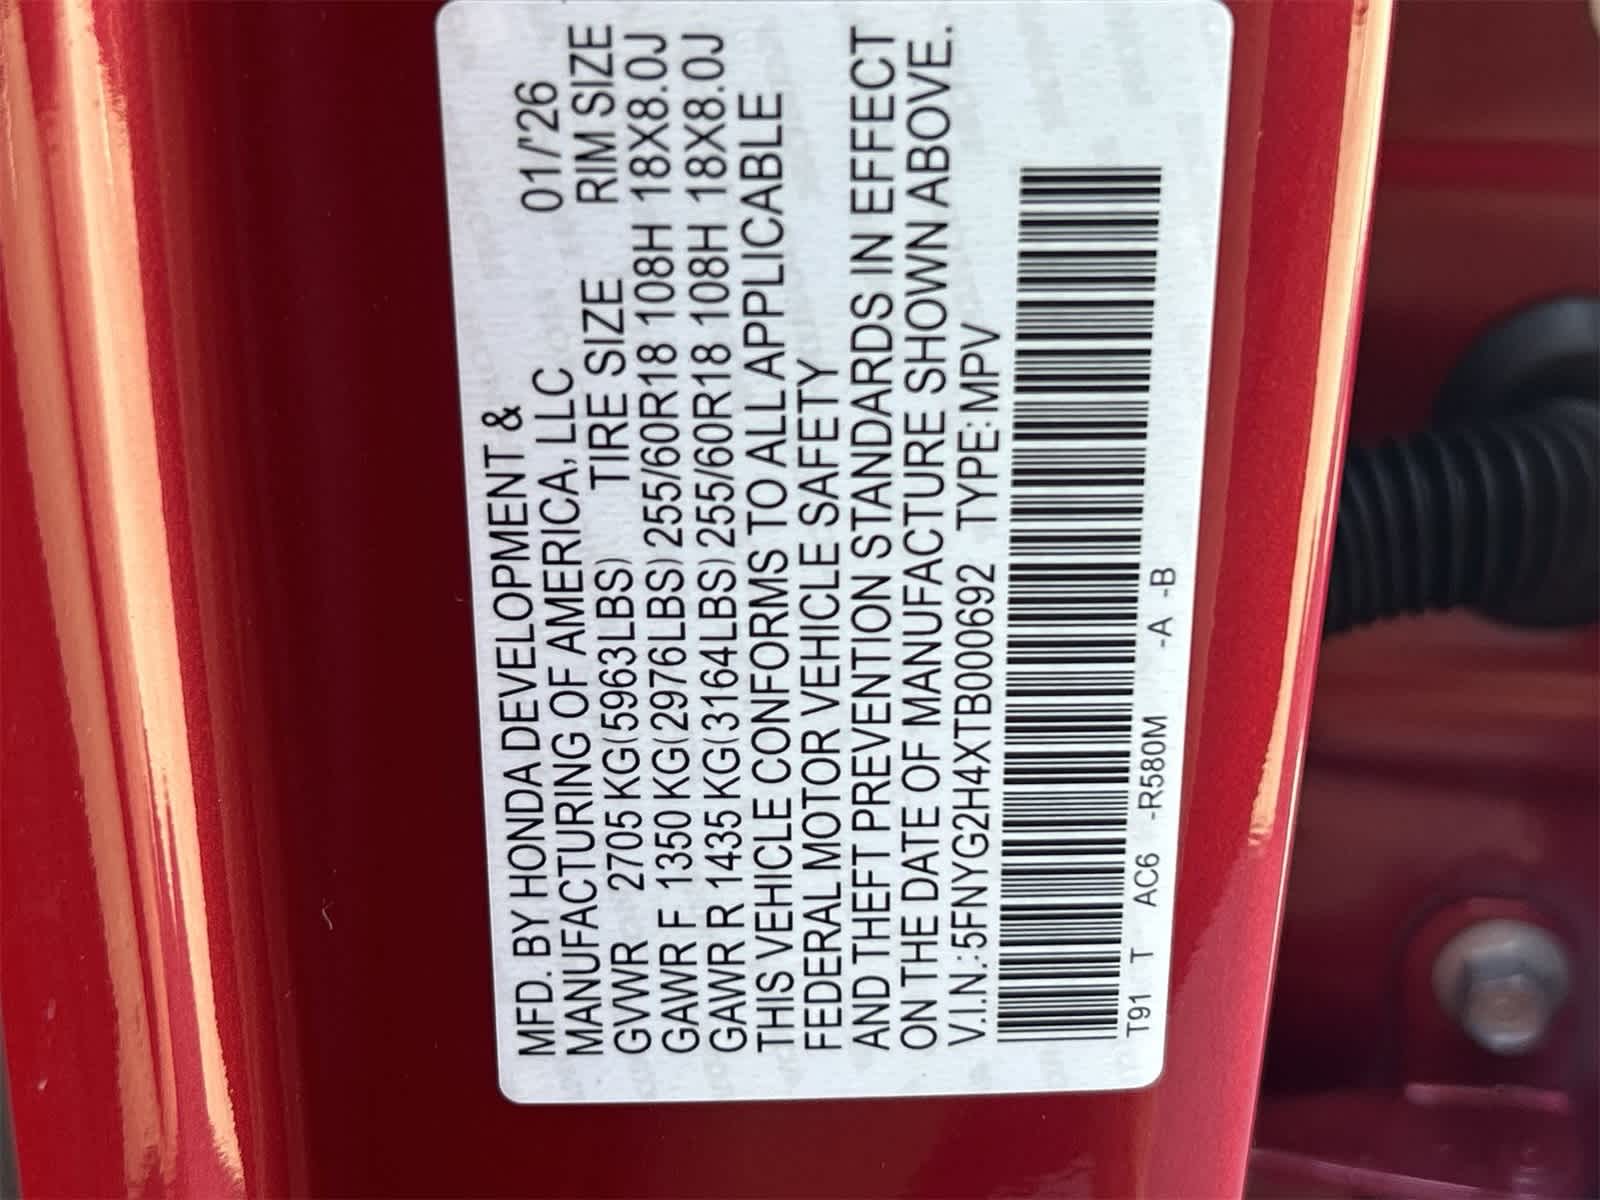 MFD. BY HONDA DEVELOPMENT &
MANUFACTURING OF AMERICA, LLC 01/'26
GVWR 2705 KG(5963LBS) TIRE SIZE RIM SIZE
GAWR F 1350 KG(2976LBS) 255/60R18 108H 18X8.0J
GAWR R 1435 KG(3164LBS) 255/60R18 108H 18X8.0J
THIS VEHICLE CONFORMS TO ALL APPLICABLE
FEDERAL MOTOR VEHICLE SAFETY
AND THEFT PREVENTION STANDARDS IN EFFECT
ON THE DATE OF MANUFACTURE SHOWN ABOVE.
V.I.N.:5FNYG2H4XTB000692 TYPE:MPV
T91 T AC6 -R580M -A -B